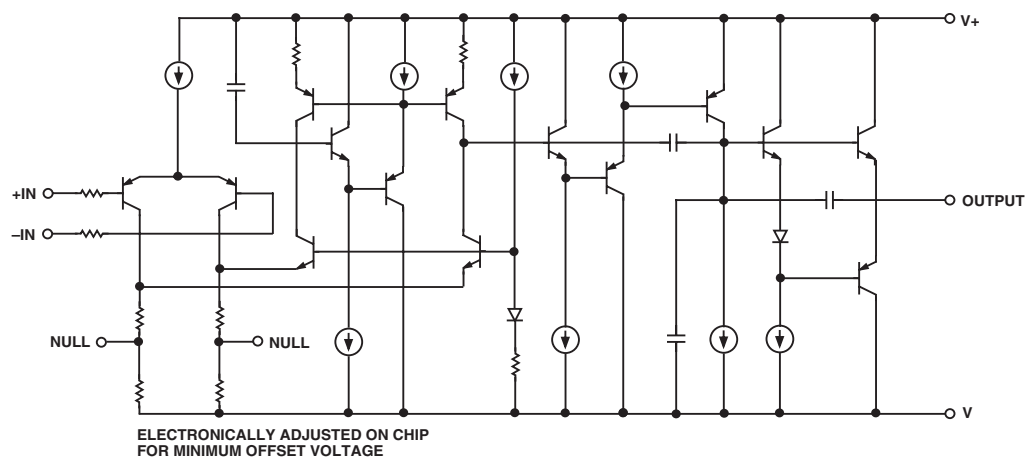 V+
+IN
–IN
OUTPUT
NULL
NULL
V
ELECTRONICALLY ADJUSTED ON CHIP
FOR MINIMUM OFFSET VOLTAGE